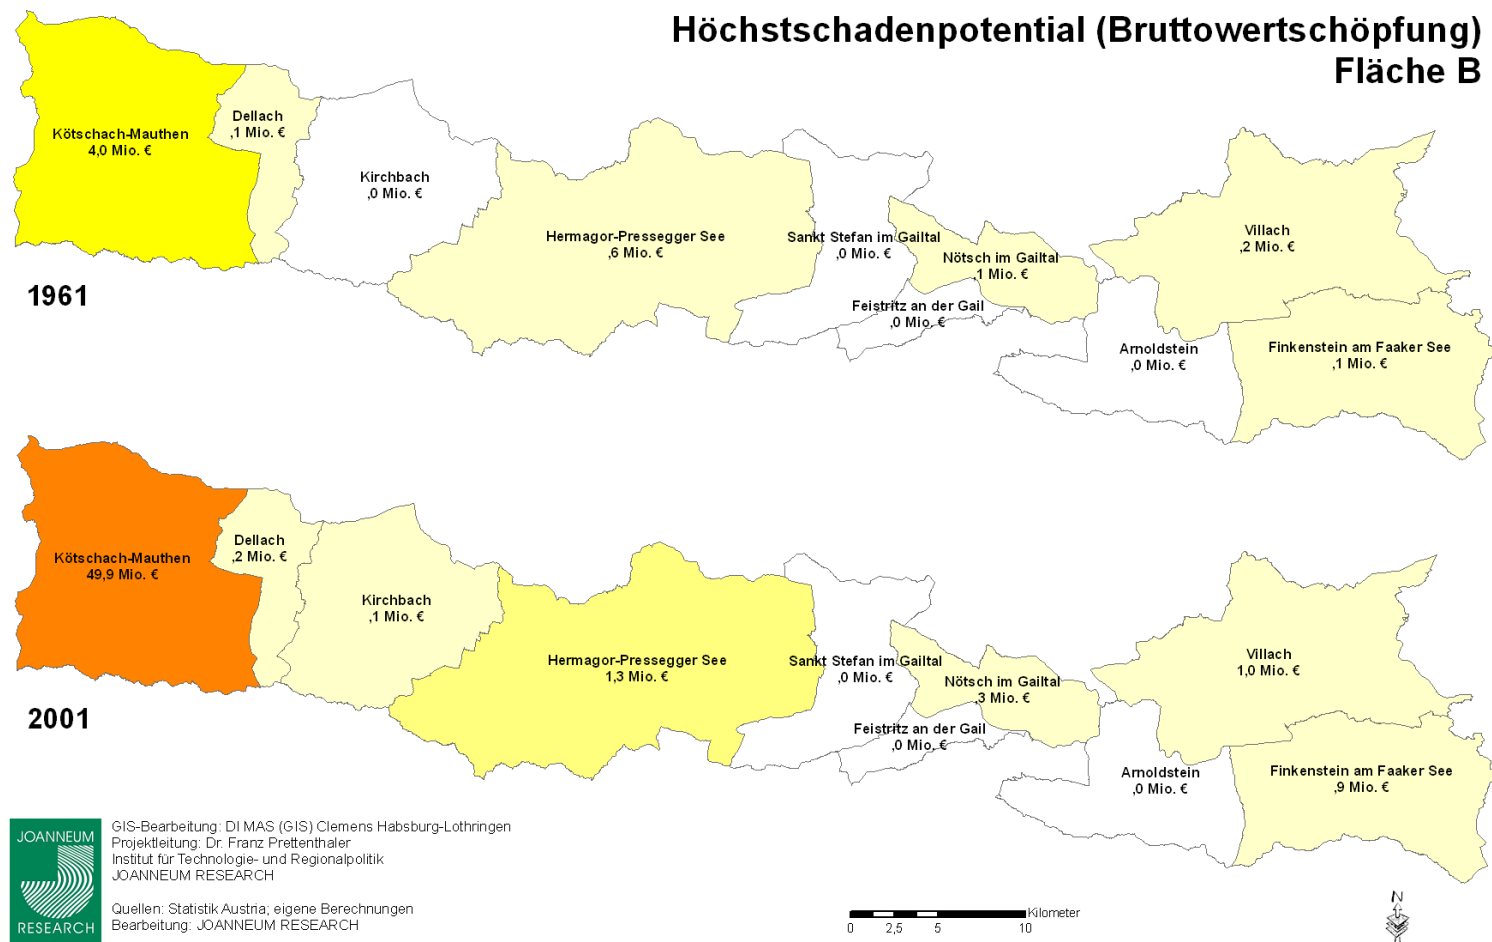 Höchstschadenpotential (Bruttowertschöpfung)
Fläche B
Kötschach-Mauthen
4,0 Mio. €
Dellach
,1 Mio. €
Kirchbach
,0 Mio. €
Hermagor-Pressegger See
,6 Mio. €
Sankt Stefan im Gailtal
,0 Mio. €
Nötsch im Gailtal
,1 Mio. €
Feistritz an der Gail
,0 Mio. €
Villach
,2 Mio. €
Arnoldstein
,0 Mio. €
Finkenstein am Faaker See
,1 Mio. €
1961
Kötschach-Mauthen
49,9 Mio. €
Dellach
,2 Mio. €
Kirchbach
,1 Mio. €
Hermagor-Pressegger See
1,3 Mio. €
Sankt Stefan im Gailtal
,0 Mio. €
Nötsch im Gailtal
,3 Mio. €
Feistritz an der Gail
,0 Mio. €
Villach
1,0 Mio. €
Arnoldstein
,0 Mio. €
Finkenstein am Faaker See
,9 Mio. €
2001
JOANNEUM
RESEARCH
GIS-Bearbeitung: DI MAS (GIS) Clemens Habsburg-Lothringen
Projektleitung: Dr. Franz Prettenthaler
Institut für Technologie- und Regionalpolitik
JOANNEUM RESEARCH
Quellen: Statistik Austria; eigene Berechnungen
Bearbeitung: JOANNEUM RESEARCH
Kilometer
0 2,5 5 10
N